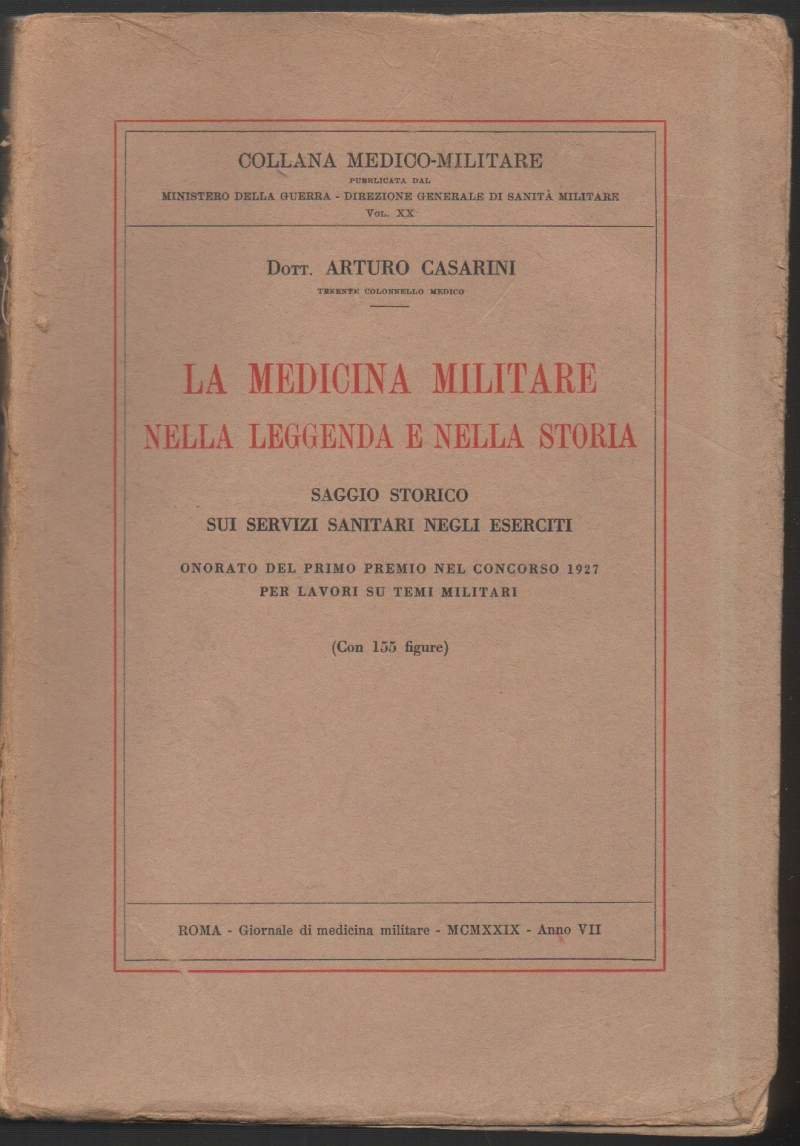 COLLANA MEDICO-MILITARE
PUBBLICATA DAL
MINISTERO DELLA GUERRA - DIREZIONE GENERALE DI SANITÀ MILITARE
VOL. XX
DOTT. ARTURO CASARINI
TENENTE COLONNELLO MEDICO
LA MEDICINA MILITARE
NELLA LEGGENDA E NELLA STORIA
SAGGIO STORICO
SUI SERVIZI SANITARI NEGLI ESERCITI
ONORATO DEL PRIMO PREMIO NEL CONCORSO 1927
PER LAVORI SU TEMI MILITARI
(Con 155 figure)
ROMA - Giornale di medicina militare - MCMXXIX - Anno VII